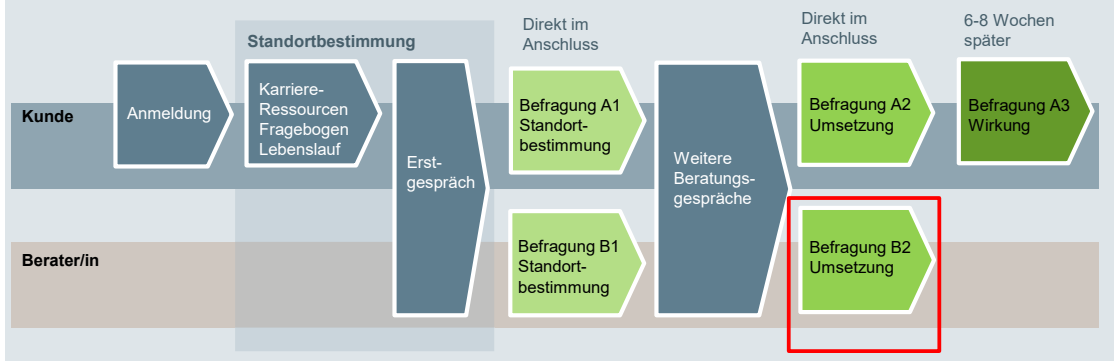 Standortbestimmung
Direkt im
Anschluss
Direkt im
Anschluss
6-8 Wochen
später
Kunde
Anmeldung
Karriere-
Ressourcen
Fragebogen
Lebenslauf
Erst-
gespräch
Befragung A1
Standort-
bestimmung
Weitere
Beratungs-
gespräche
Befragung A2
Umsetzung
Befragung A3
Wirkung
Berater/in
Befragung B1
Standort-
bestimmung
Befragung B2
Umsetzung